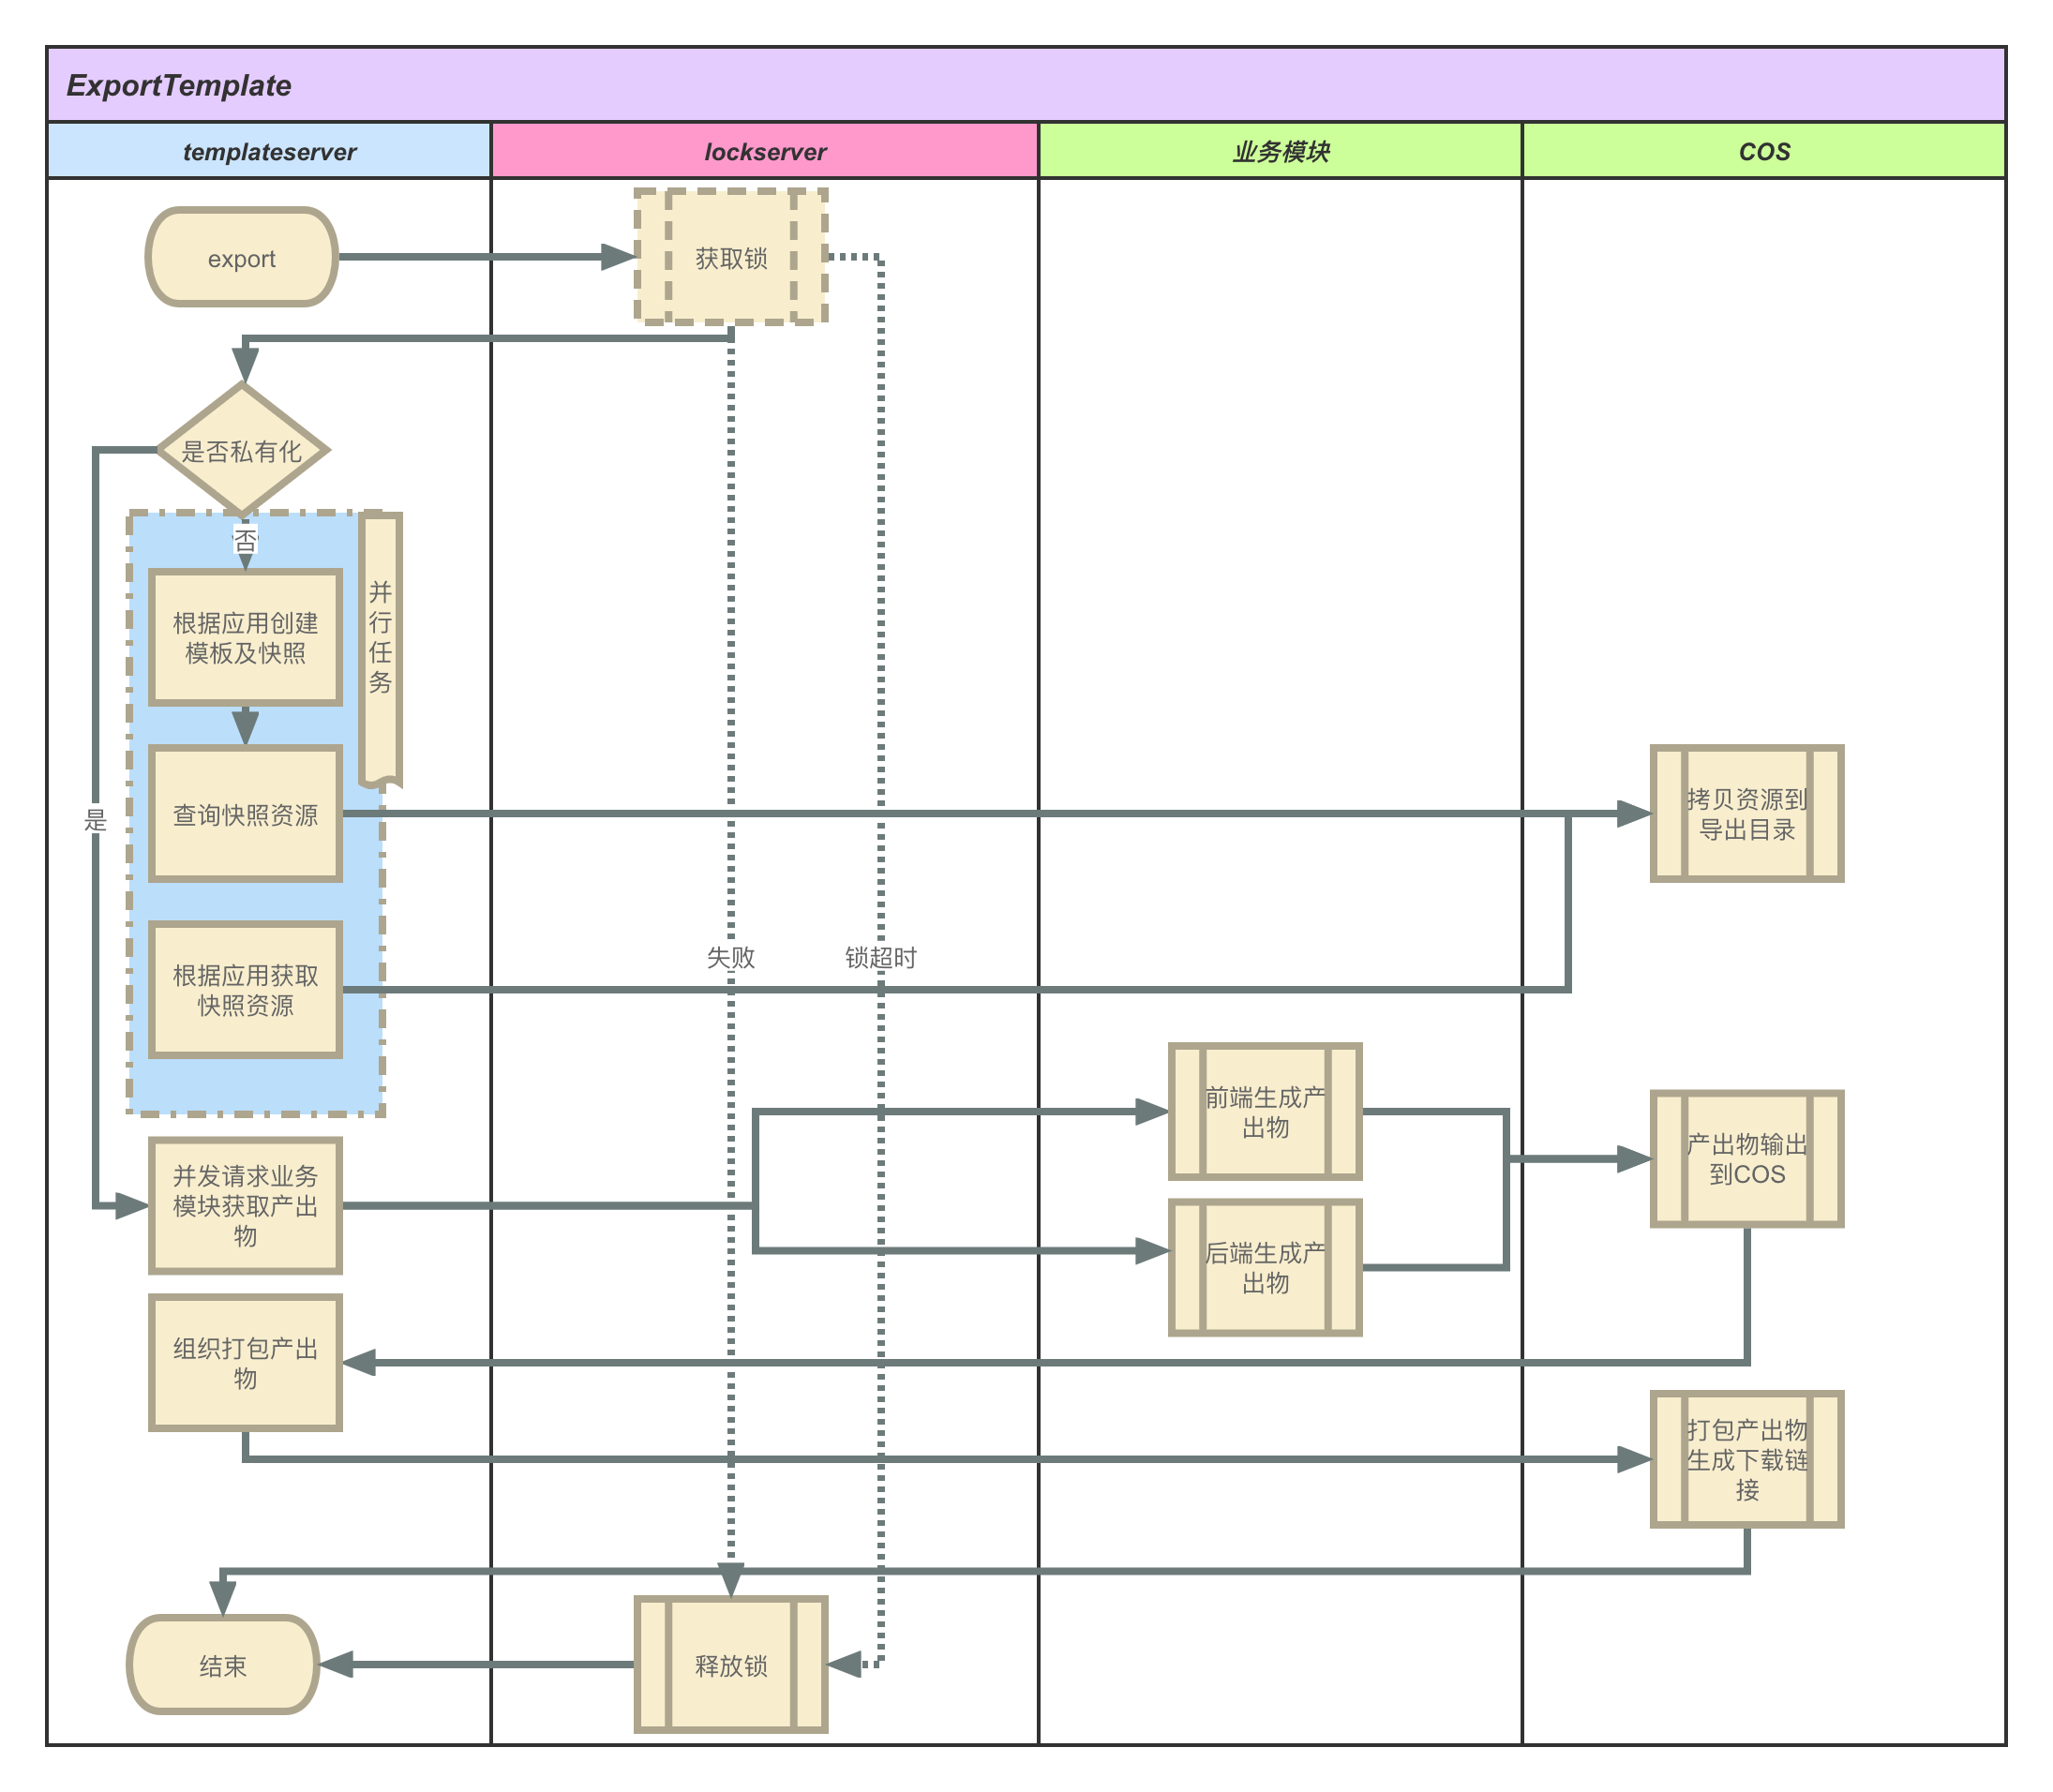 ExportTemplate
templateserver
lockserver
业务模块
COS
export
获取锁
是否私有化
否
并
行
任
务
根据应用创建
模板及快照
是
查询快照资源
拷贝资源到
导出目录
根据应用获取
快照资源
失败
锁超时
前端生成产
出物
产出物输出
到COS
并发请求业务
模块获取产出
物
后端生成产
出物
组织打包产出
物
打包产出物
生成下载链
接
结束
释放锁